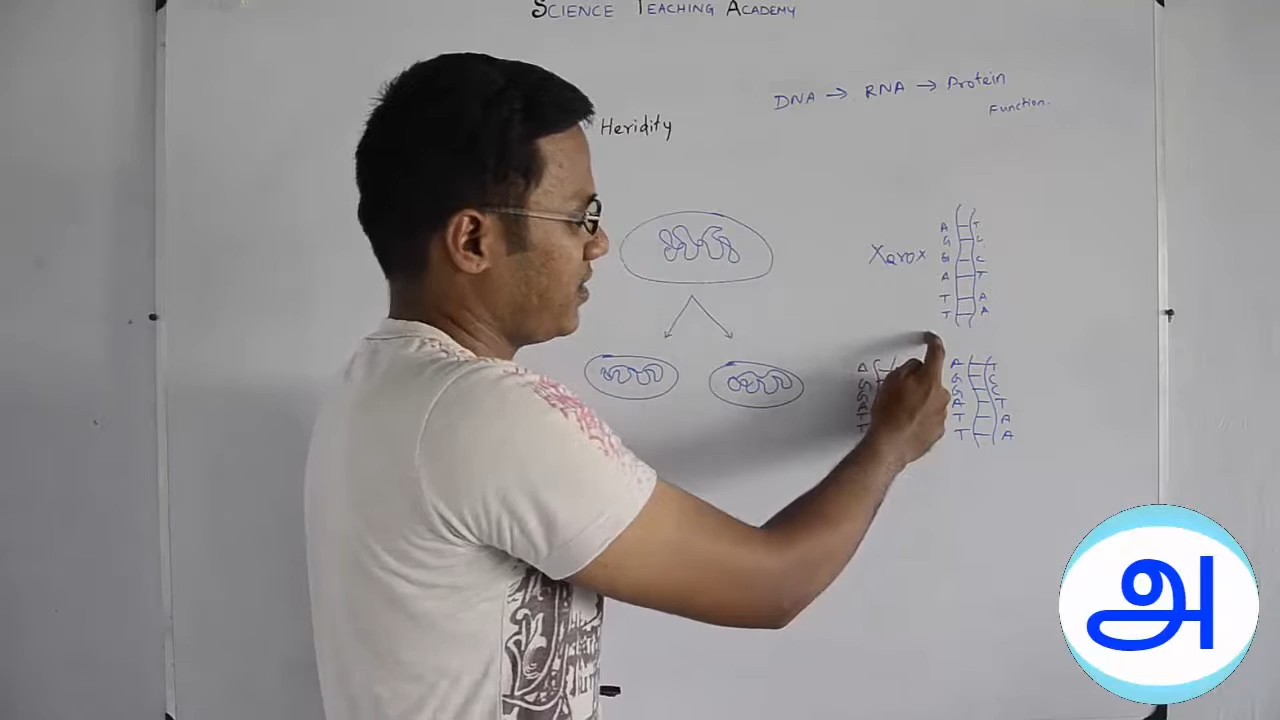 SCIENCE TEACHING ACADEMY
DNA → RNA → Protein
Function.
Heridity
Xerox
A T
G C
G C
A T
T A
T A
A
G
G
A
T
T
A T
G C
G C
A T
T A
T A
அ